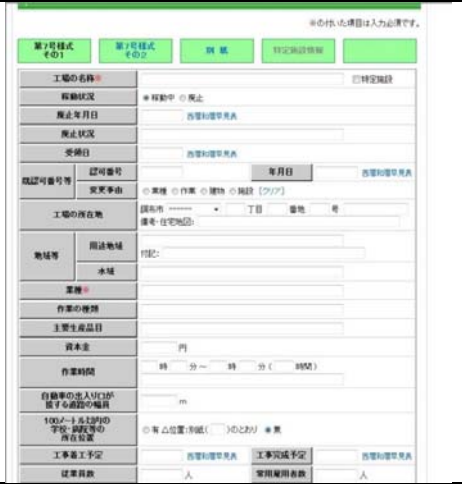 ※の付いた項目は入力必須です。
第7号様式 その1
第7号様式 その2
別紙
特定施設情報
工場の名称※
□特定施設
稼動状況
稼動中 ○廃止
廃止年月日
西暦和暦早見表
廃止状況
受領日
西暦和暦早見表
認可番号
年月日
西暦和暦早見表
変更事由
○業種 ○作業 ○建物 ○施設 [クリア]
工場の所在地
調布市
丁目 番地 号
備考・住宅地図:
地域等
用途地域
付記:
水域
業種※
作業の種類
主要生産品目
資本金
円
作業時間
時 分～ 時 分( 時間)
自動車の出入り口が 接する道路の幅員
m
100メートル以内の 学校・病院等の 所在位置
○有 △位置:別紙( )のとおり 無
工事着工予定
西暦和暦早見表
工事完成予定
西暦和暦早見表
従業員数
人
常用雇用者数
人